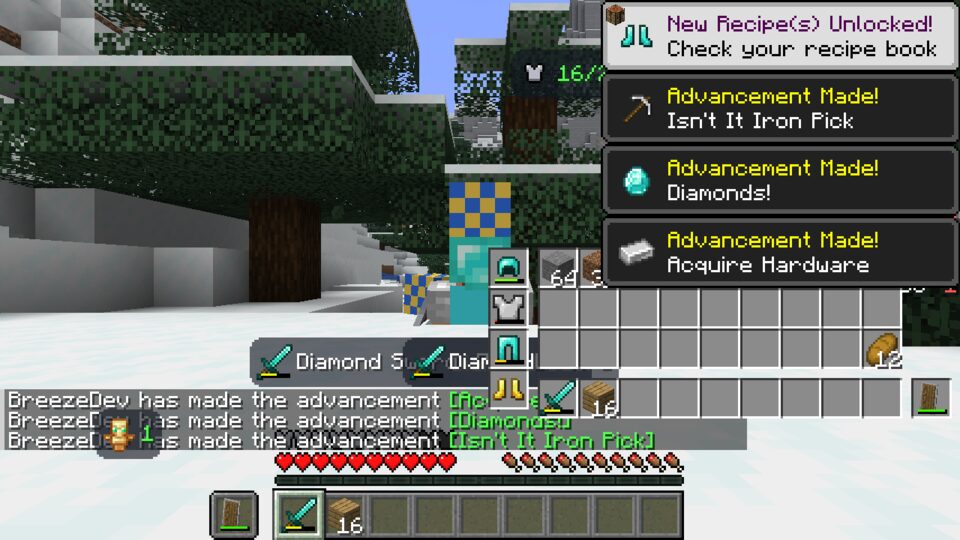 New Recipe(s) Unlocked!
Check your recipe book
16/
Advancement Made!
Isn't It Iron Pick
Advancement Made!
Diamonds!
Advancement Made!
Acquire Hardware
64
12
Diamond
16
BreezeDev has made the advancement
has made the advancement [Diamonds!]
1
has made the advancement [Isn't It Iron Pick]
16